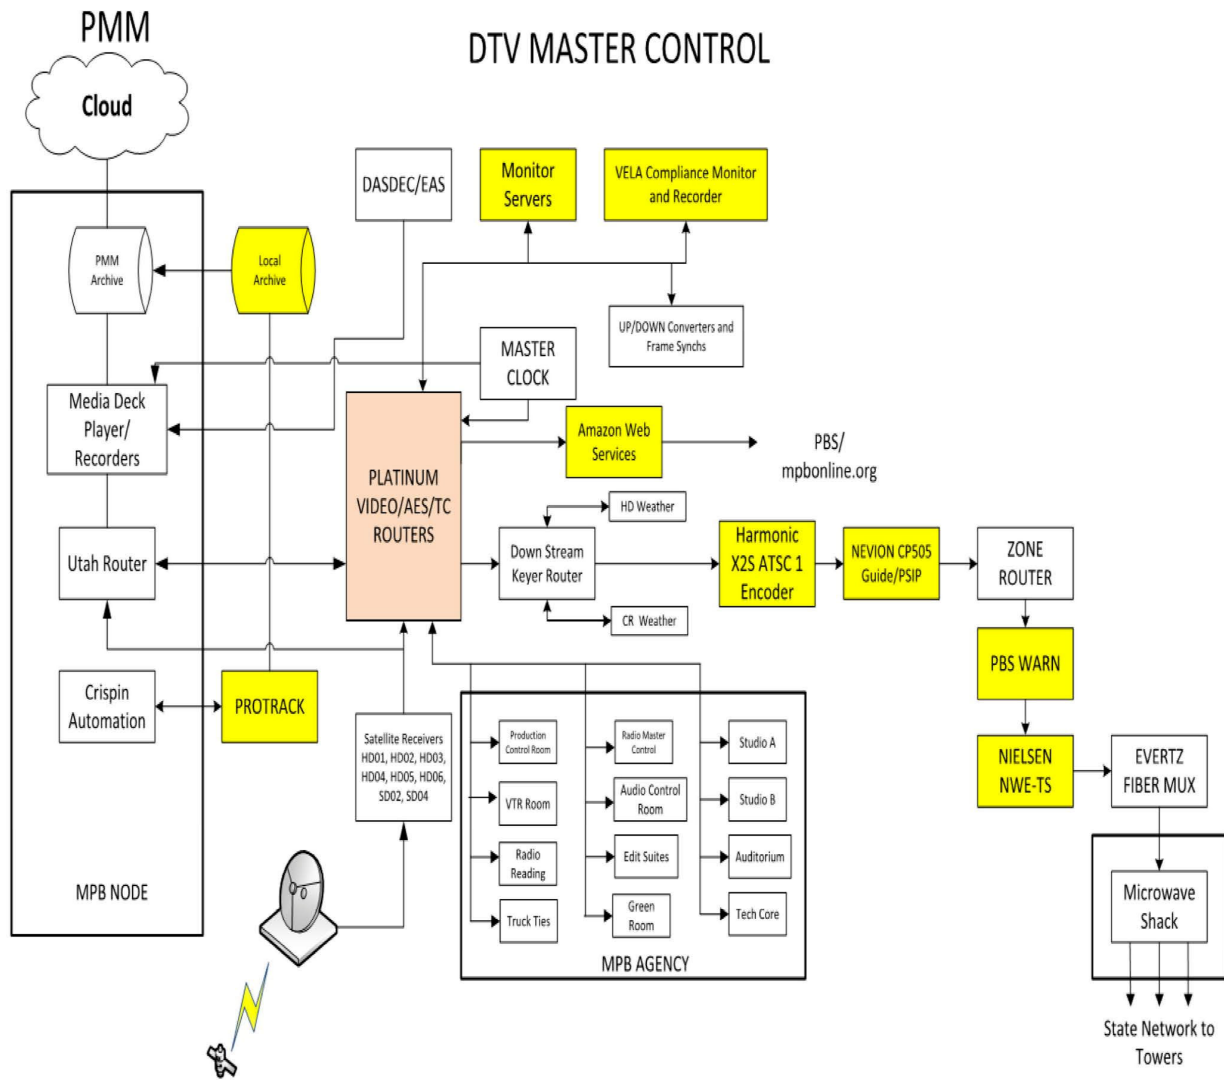 PMM
DTV MASTER CONTROL
Cloud
DASDEC/EAS
Monitor
Servers
VELA Compliance Monitor
and Recorder
PMM
Archive
Local
Archive
UP/DOWN Converters and
Frame Synchs
MASTER
CLOCK
Media Deck
Player/
Recorders
Amazon Web
Services
PBS/
mpbonline.org
PLATINUM
VIDEO/AES/TC
ROUTERS
HD Weather
Utah Router
Down Stream
Keyer Router
Harmonic
X2S ATSC 1
Encoder
NEVION CP505
Guide/PSIP
ZONE
ROUTER
CR Weather
PBS WARN
Crispin
Automation
PROTRACK
Satellite Receivers
HD01, HD02, HD03,
HD04, HD05, HD06,
SD02, SD04
Production
Control Room
Radio Master
Control
Studio A
NIELSEN
NWE-TS
EVERTZ
FIBER MUX
VTR Room
Audio Control
Room
Studio B
Radio
Reading
Edit Suites
Auditorium
Truck Ties
Green
Room
Tech Core
MPB NODE
MPB AGENCY
Microwave
Shack
State Network to
Towers